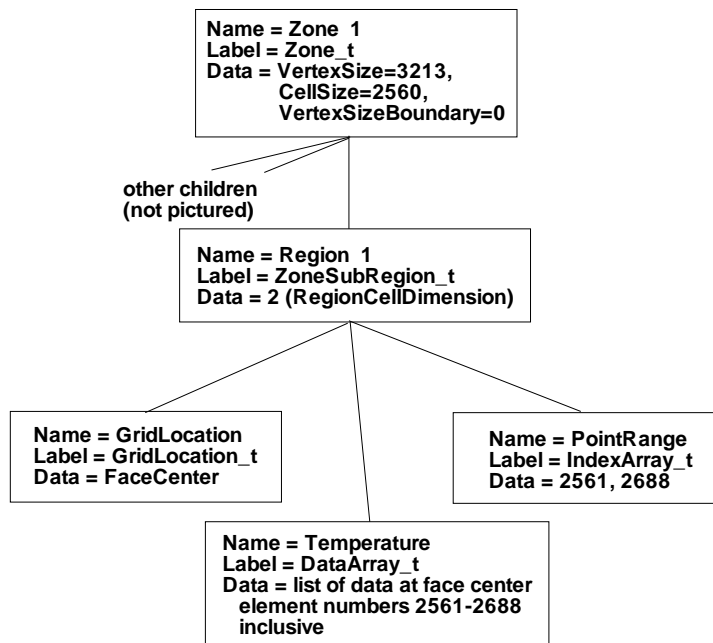 Name = Zone 1
Label = Zone_t
Data = VertexSize=3213,
CellSize=2560,
VertexSizeBoundary=0
other children
(not pictured)
Name = Region 1
Label = ZoneSubRegion_t
Data = 2 (RegionCellDimension)
Name = GridLocation
Label = GridLocation_t
Data = FaceCenter
Name = PointRange
Label = IndexArray_t
Data = 2561, 2688
Name = Temperature
Label = DataArray_t
Data = list of data at face center
element numbers 2561-2688
inclusive